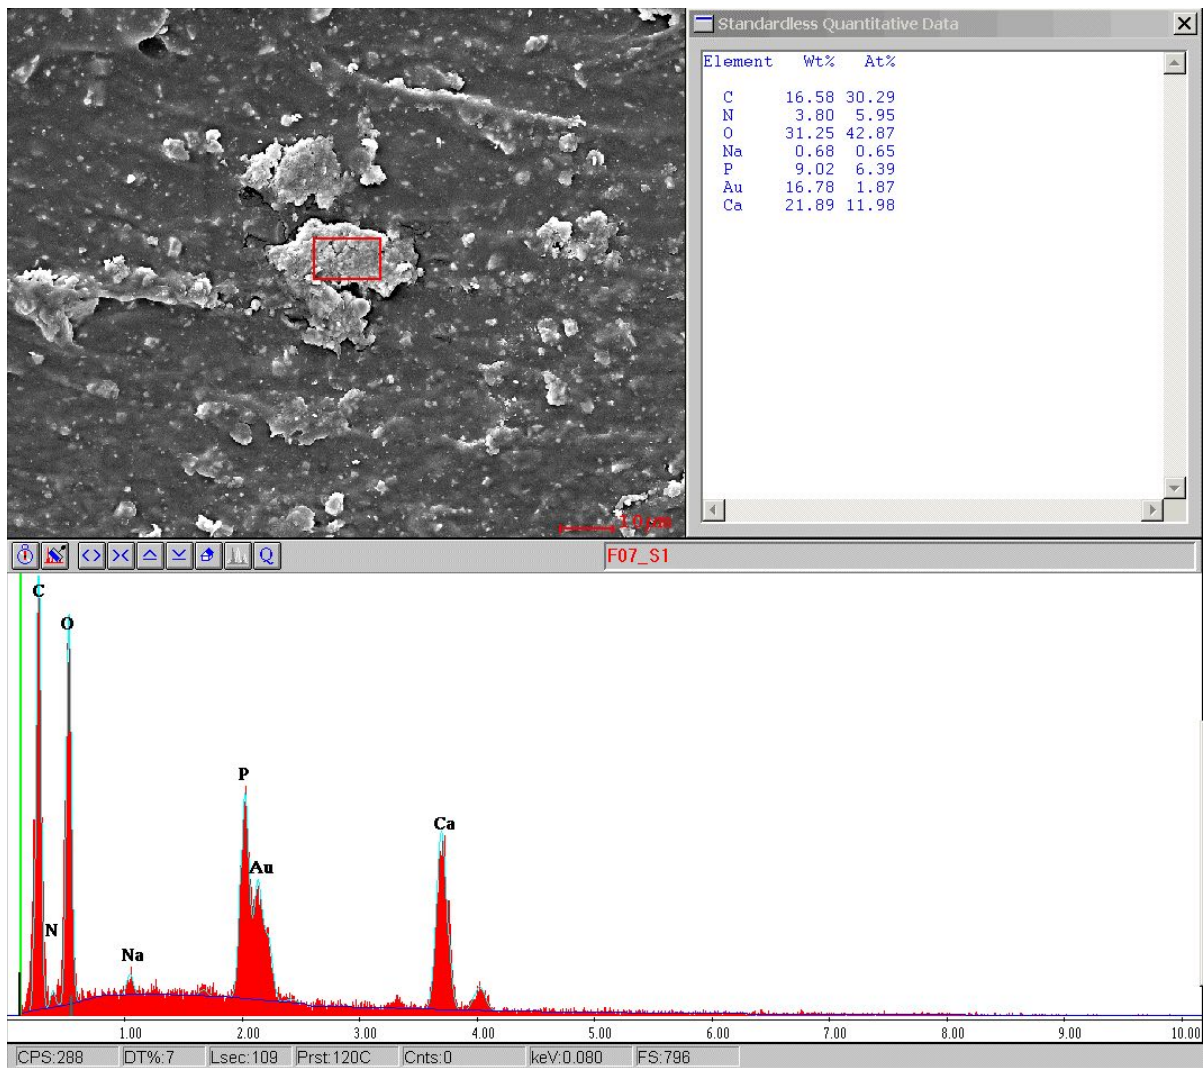 Standardless Quantitative Data
Element Wt% At%
C 16.58 30.29
N 3.80 5.95
O 31.25 42.87
Na 0.68 0.65
P 9.02 6.39
Au 16.78 1.87
Ca 21.89 11.98
10µm
Q
F07_S1
C
O
N
Na
P
Au
Ca
1.00 2.00 3.00 4.00 5.00 6.00 7.00 8.00 9.00 10.00
CPS:288 DT%:7 Lsec:109 Prst:120C Cnts:0 keV:0.080 FS:796